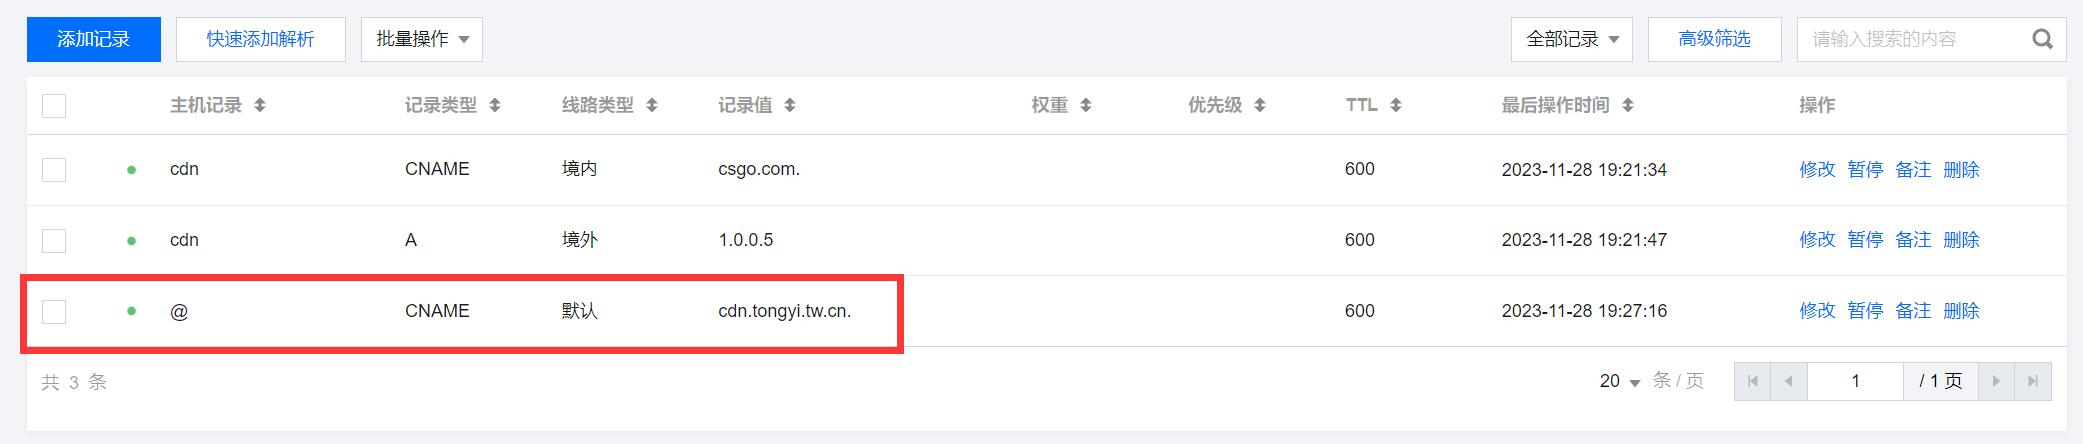 添加记录 快速添加解析 批量操作 全部记录 高级筛选 请输入搜索的内容
主机记录 记录类型 线路类型 记录值 权重 优先级 TTL 最后操作时间 操作
cdn CNAME 境内 csgo.com. 600 2023-11-28 19:21:34 修改 暂停 备注 删除
cdn A 境外 1.0.0.5 600 2023-11-28 19:21:47 修改 暂停 备注 删除
@ CNAME 默认 cdn.tongyi.tw.cn. 600 2023-11-28 19:27:16 修改 暂停 备注 删除
共 3 条 20 条 / 页 1 / 1 页